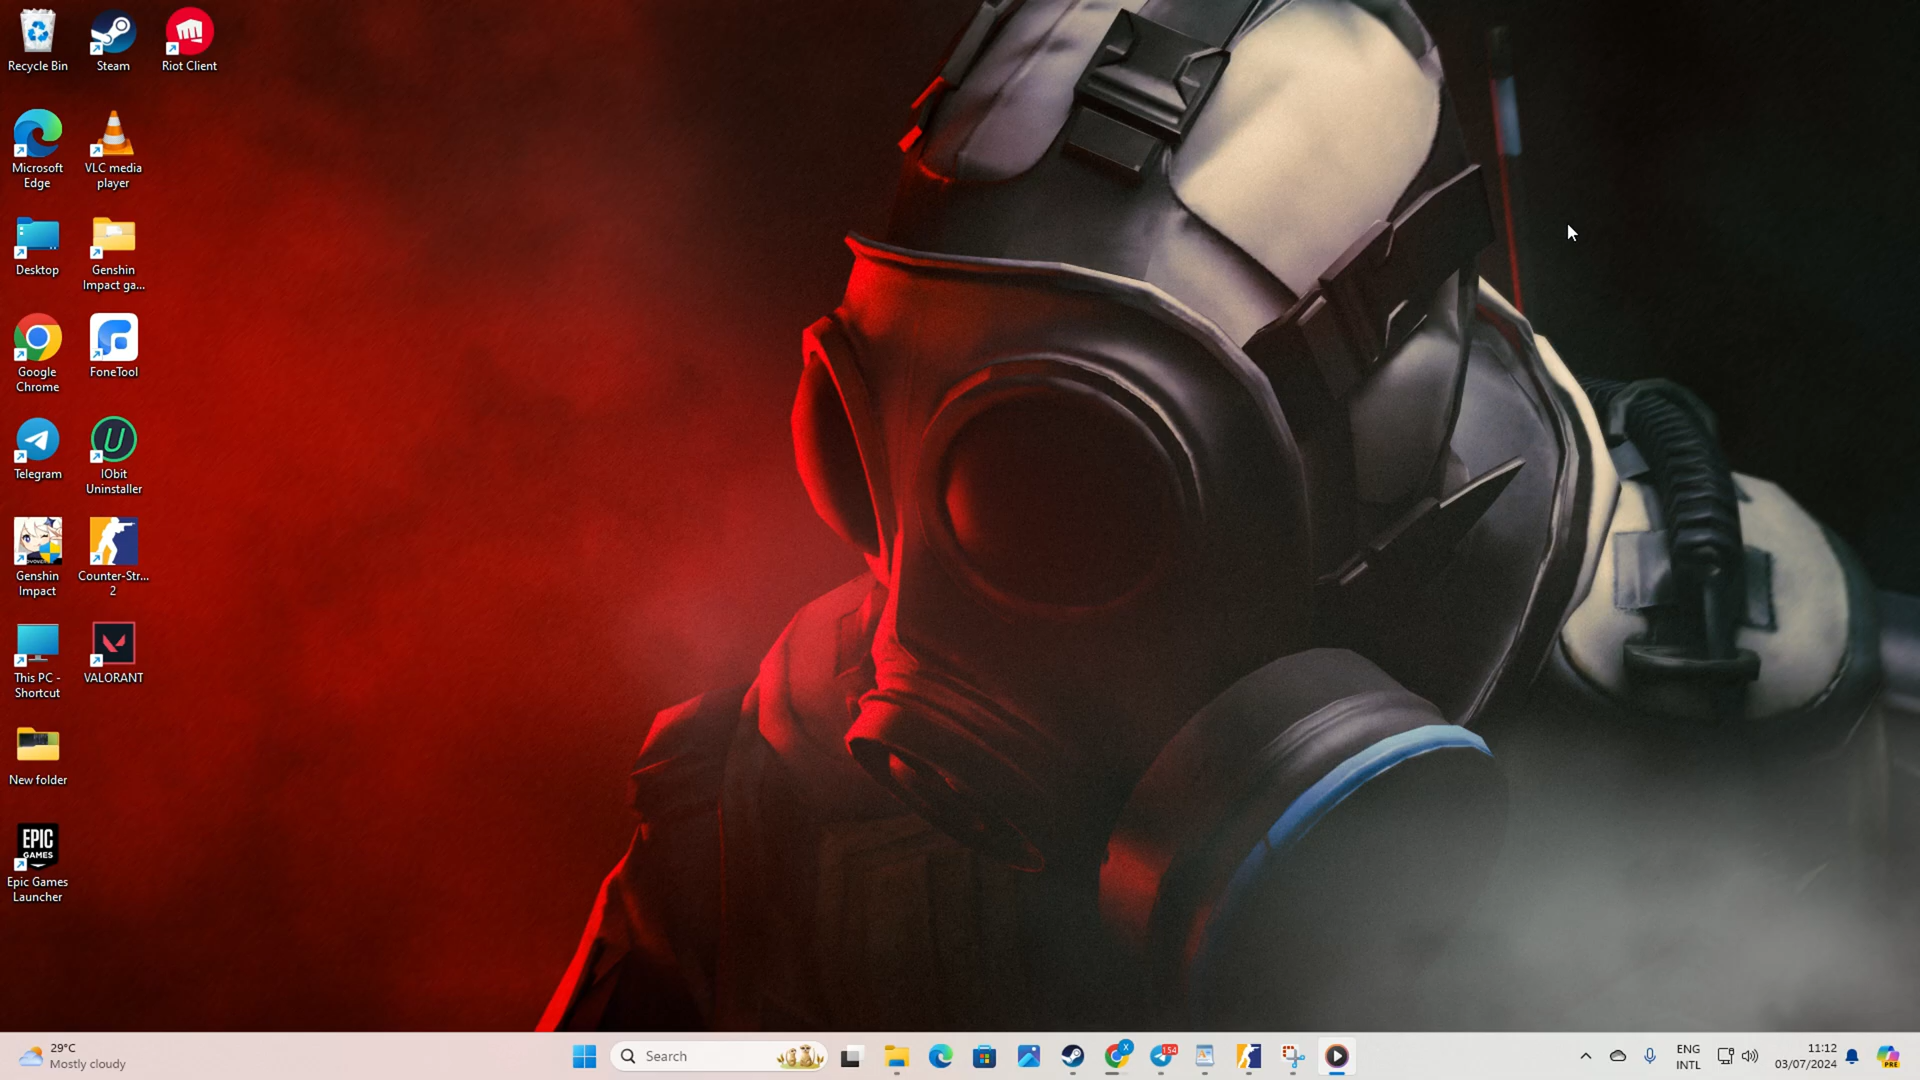 Recycle Bin
Steam
Riot Client
Microsoft
Edge
VLC media
player
Desktop
Genshin
Impact ga...
Google
Chrome
FoneTool
Telegram
IObit
Uninstaller
Genshin
Impact
Counter-Str...
2
This PC -
Shortcut
VALORANT
New folder
EPIC
GAMES
Epic Games
Launcher
29°C
Mostly cloudy
Search
X
154
ENG
INTL
11:12
03/07/2024
PRE